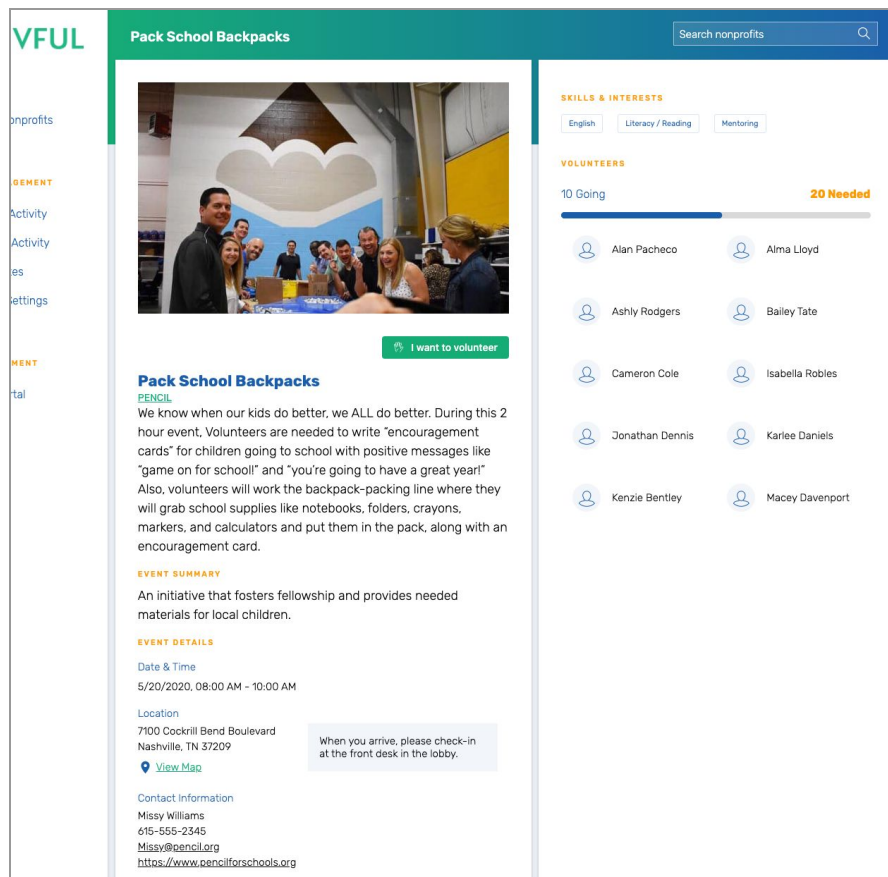 VFUL
Pack School Backpacks
Search nonprofits
onprofits
GEMENT
Activity
Activity
es
Settings
MENT
rtal
I want to volunteer
Pack School Backpacks
PENCIL
We know when our kids do better, we ALL do better. During this 2
hour event, Volunteers are needed to write “encouragement
cards” for children going to school with positive messages like
“game on for school!” and “you’re going to have a great year!”
Also, volunteers will work the backpack-packing line where they
will grab school supplies like notebooks, folders, crayons,
markers, and calculators and put them in the pack, along with an
encouragement card.
EVENT SUMMARY
An initiative that fosters fellowship and provides needed
materials for local children.
EVENT DETAILS
Date & Time
5/20/2020, 08:00 AM - 10:00 AM
Location
7100 Cockrill Bend Boulevard
Nashville, TN 37209
View Map
When you arrive, please check-in
at the front desk in the lobby.
Contact Information
Missy Williams
615-555-2345
Missy@pencil.org
https://www.pencilforschools.org
SKILLS & INTERESTS
English Literacy / Reading Mentoring
VOLUNTEERS
10 Going 20 Needed
Alan Pacheco Alma Lloyd
Ashly Rodgers Bailey Tate
Cameron Cole Isabella Robles
Jonathan Dennis Karlee Daniels
Kenzie Bentley Macey Davenport